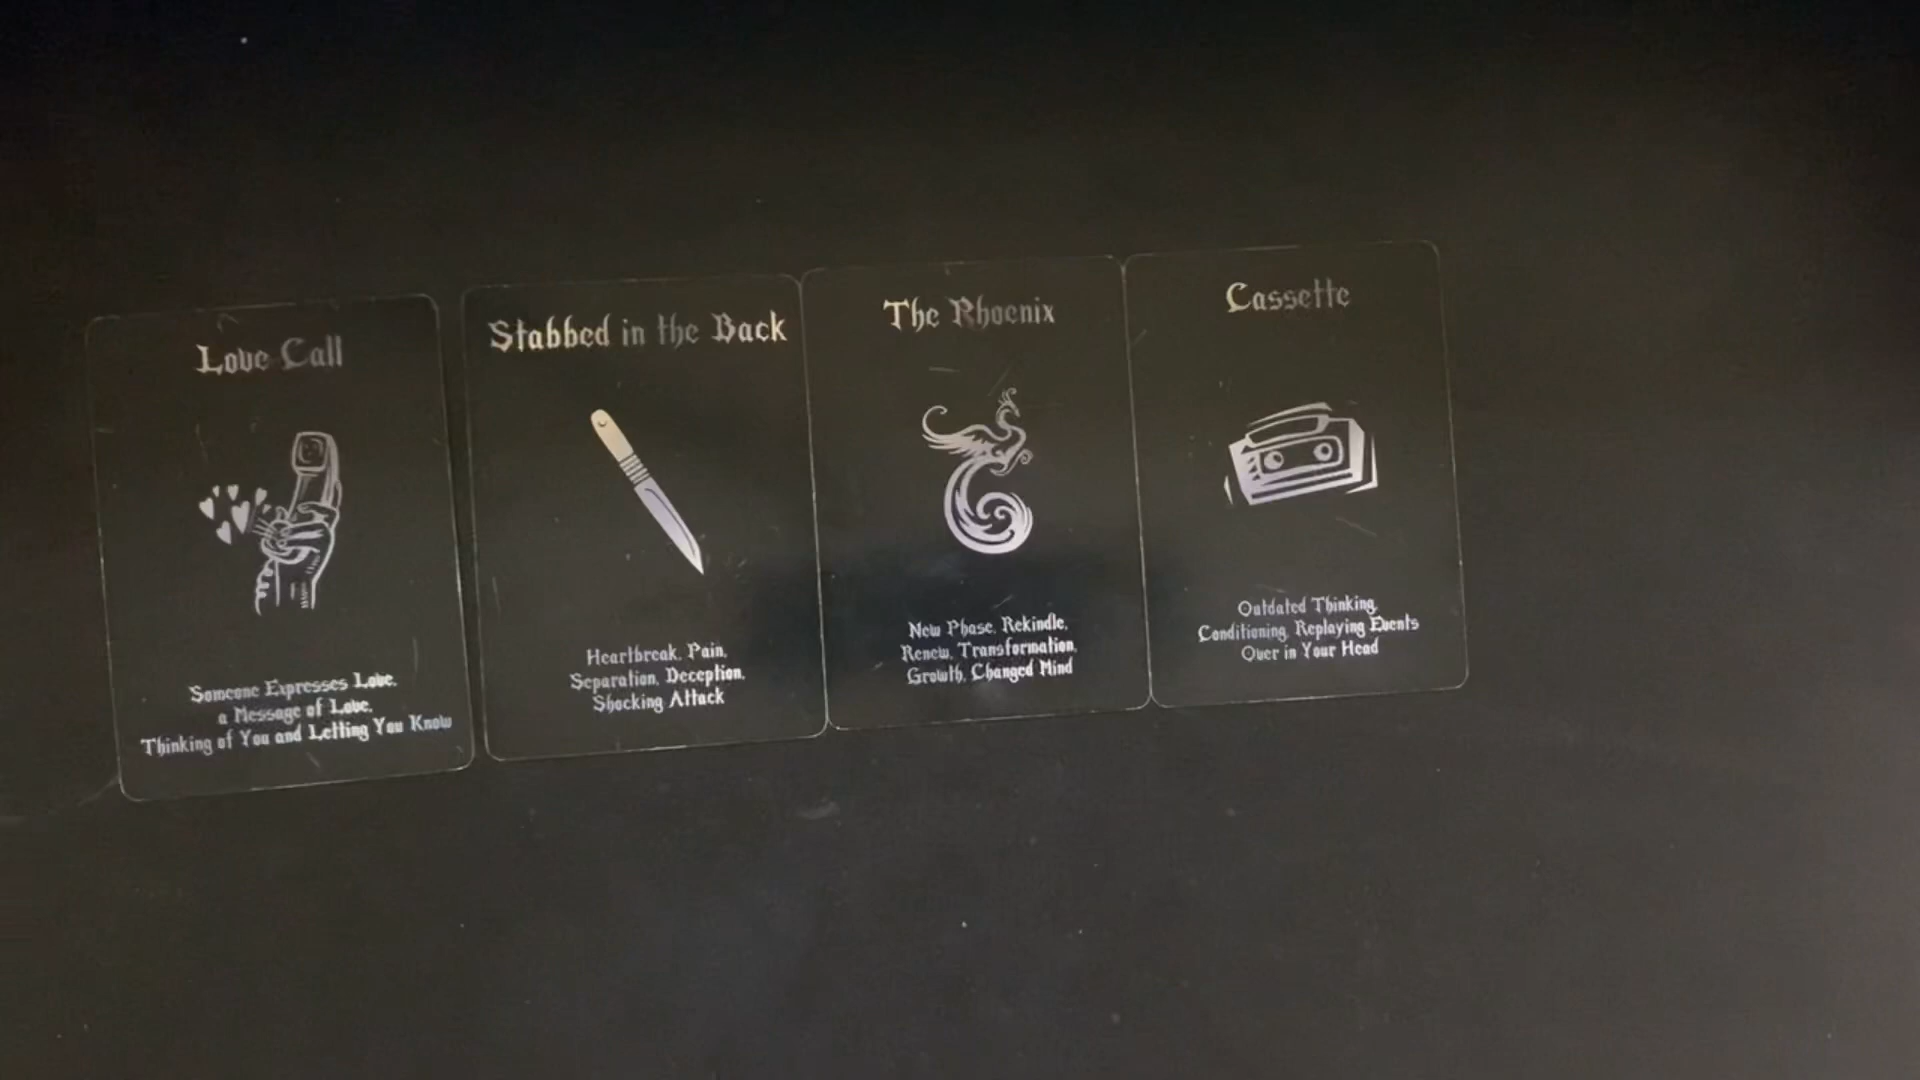 Love Call
Someone Expresses Love,
a Message of Love,
Thinking of You and Letting You Know
Stabbed in the Back
Heartbreak, Pain,
Separation, Deception,
Shocking Attack
The Phoenix
New Phase, Rekindle,
Renew, Transformation,
Growth, Changed Mind
Cassette
Outdated Thinking,
Conditioning, Replaying Events
Over in Your Head